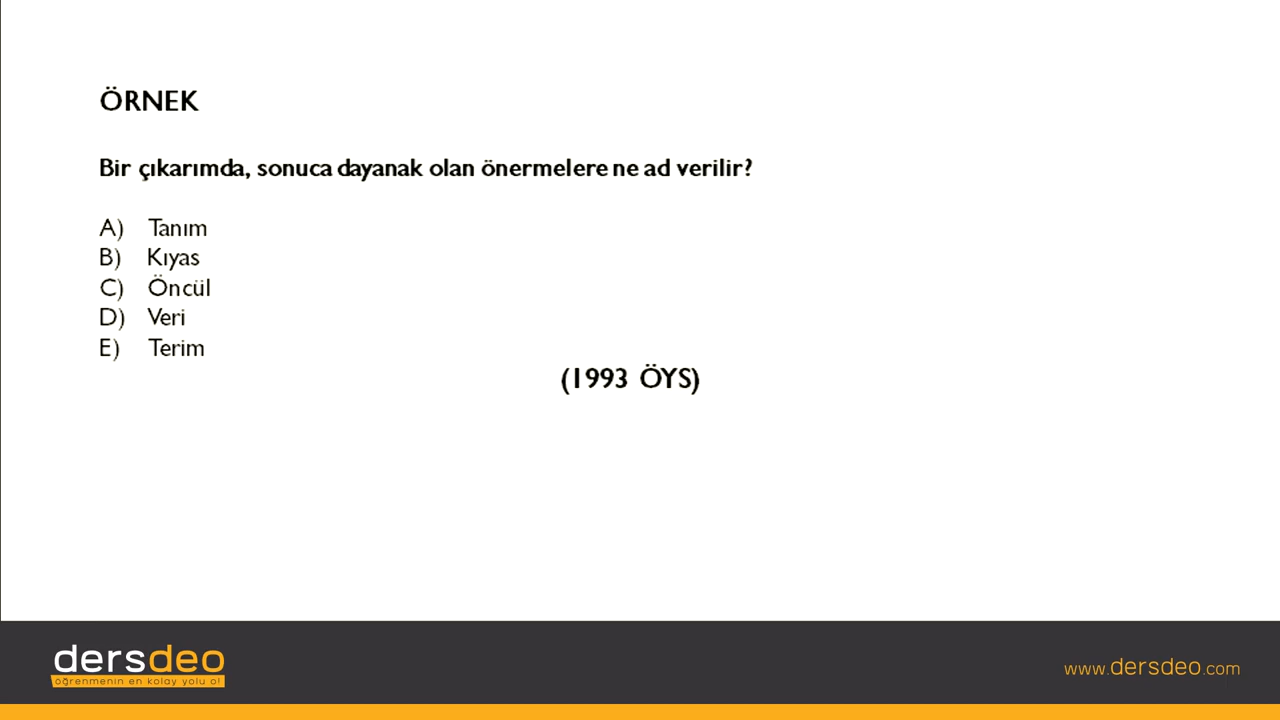 ÖRNEK
Bir çıkarımda, sonuca dayanak olan önermelere ne ad verilir?
A) Tanım
B) Kıyas
C) Öncül
D) Veri
E) Terim
(1993 ÖYS)
dersdeo
öğrenmenin en kolay yolu o!
www.dersdeo.com